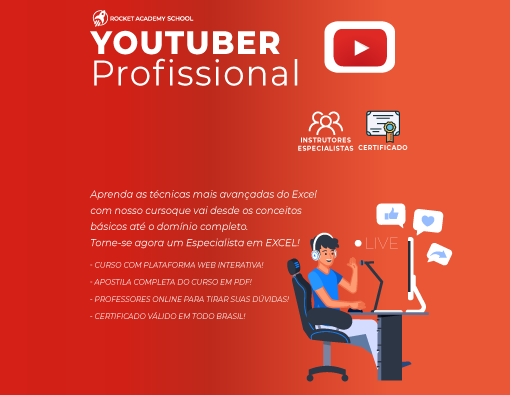 ROCKET ACADEMY SCHOOL
YOUTUBER
Profissional
INSTRUTORES
ESPECIALISTAS
CERTIFICADO
Aprenda as técnicas mais avançadas do Excel
com nosso cursoque vai desde os conceitos
básicos até o domínio completo.
Torne-se agora um Especialista em EXCEL!
LIVE
- CURSO COM PLATAFORMA WEB INTERATIVA!
- APOSTILA COMPLETA DO CURSO EM PDF!
- PROFESSORES ONLINE PARA TIRAR SUAS DÚVIDAS!
- CERTIFICADO VÁLIDO EM TODO BRASIL!